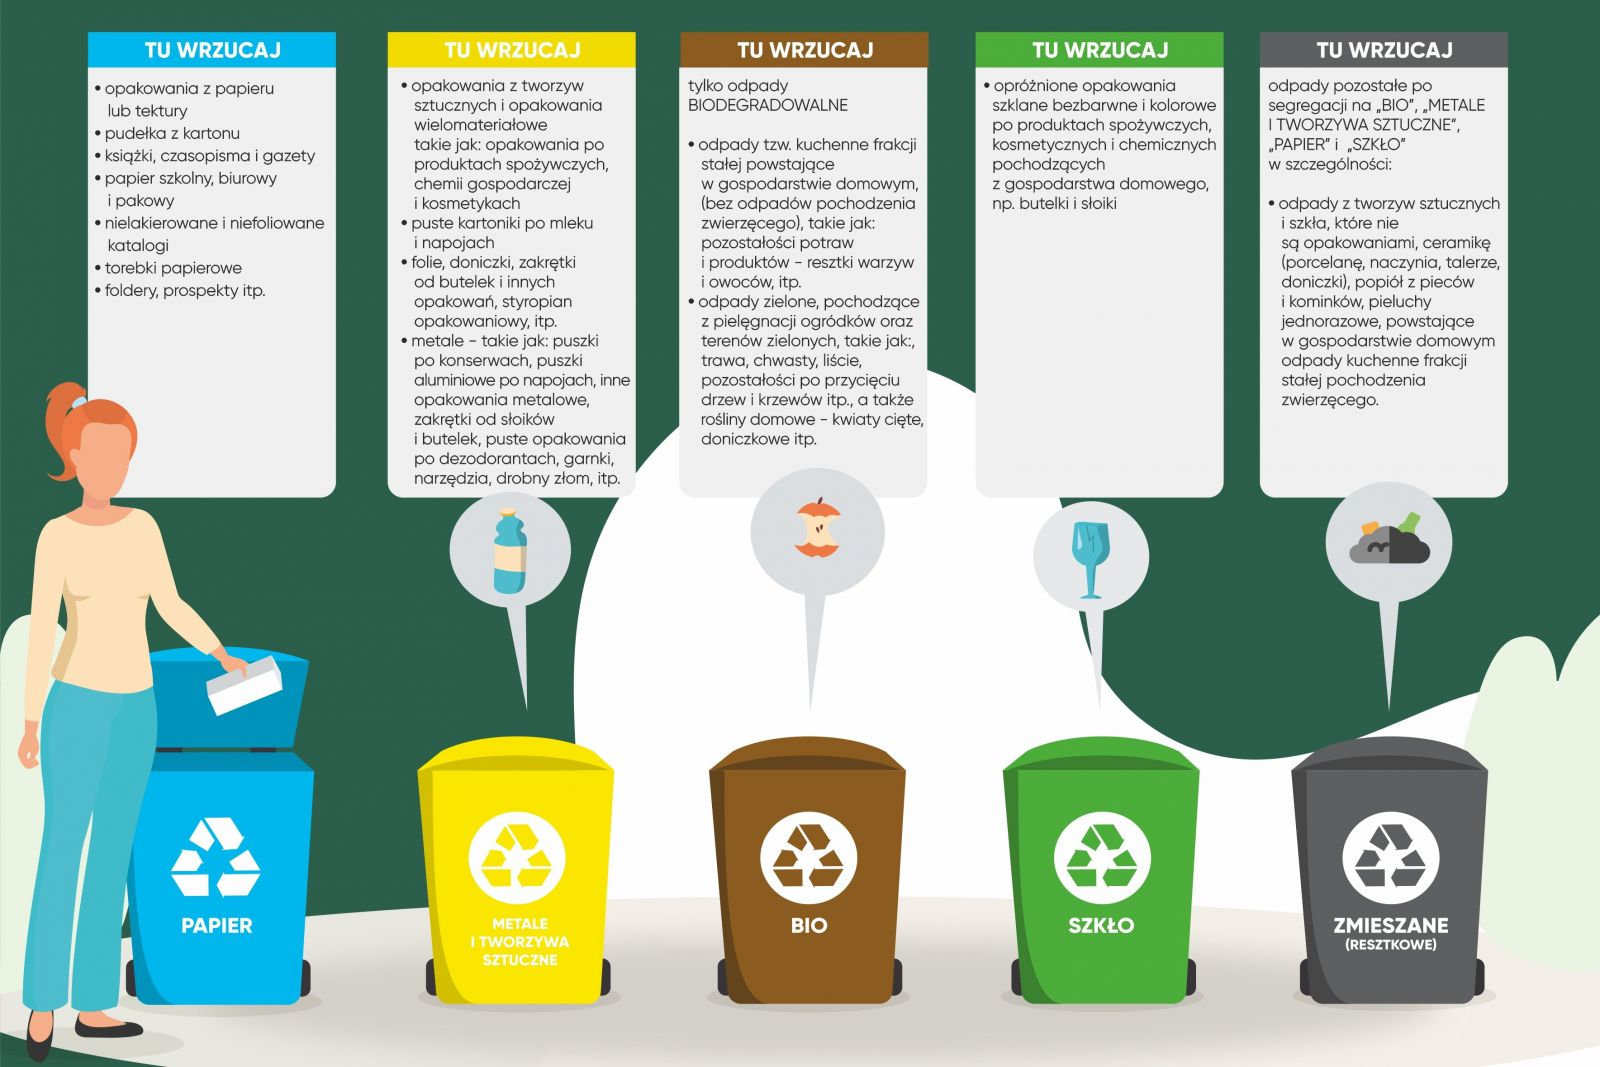 TU WRZUCAJ
• opakowania z papieru
lub tektury
• pudełka z kartonu
• książki, czasopisma i gazety
• papier szkolny, biurowy
i pakowy
• nielakierowane i niefoliowane
katalogi
• torebki papierowe
• foldery, prospekty itp.
TU WRZUCAJ
• opakowania z tworzyw
sztucznych i opakowania
wielomateriałowe
takie jak: opakowania po
produktach spożywczych,
chemii gospodarczej
i kosmetykach
• puste kartoniki po mleku
i napojach
• folie, doniczki, zakrętki
od butelek i innych
opakowań, styropian
opakowaniowy, itp.
• metale - takie jak: puszki
po konserwach, puszki
aluminiowe po napojach, inne
opakowania metalowe,
zakrętki od słoików
i butelek, puste opakowania
po dezodorantach, garnki,
narzędzia, drobny złom, itp.
TU WRZUCAJ
tylko odpady
BIODEGRADOWALNE
• odpady tzw. kuchenne frakcji
stałej powstające
w gospodarstwie domowym,
(bez odpadów pochodzenia
zwierzęcego), takie jak:
pozostałości potraw
i produktów - resztki warzyw
i owoców, itp.
• odpady zielone, pochodzące
z pielęgnacji ogródków oraz
terenów zielonych, takie jak:,
trawa, chwasty, liście,
pozostałości po przycięciu
drzew i krzewów itp., a także
rośliny domowe - kwiaty cięte,
doniczkowe itp.
TU WRZUCAJ
• opróżnione opakowania
szklane bezbarwne i kolorowe
po produktach spożywczych,
kosmetycznych i chemicznych
pochodzących
z gospodarstwa domowego,
np. butelki i słoiki
TU WRZUCAJ
odpady pozostałe po
segregacji na „BIO”, „METALE
I TWORZYWA SZTUCZNE”,
„PAPIER” i „SZKŁO”
w szczególności:
• odpady z tworzyw sztucznych
i szkła, które nie
są opakowaniami, ceramikę
(porcelanę, naczynia, talerze,
doniczki), popiół z pieców
i kominków, pieluchy
jednorazowe, powstające
w gospodarstwie domowym
odpady kuchenne frakcji
stałej pochodzenia
zwierzęcego.
PAPIER
METALE
I TWORZYWA
SZTUCZNE
BIO
SZKŁO
ZMIESZANE
(RESZTKOWE)